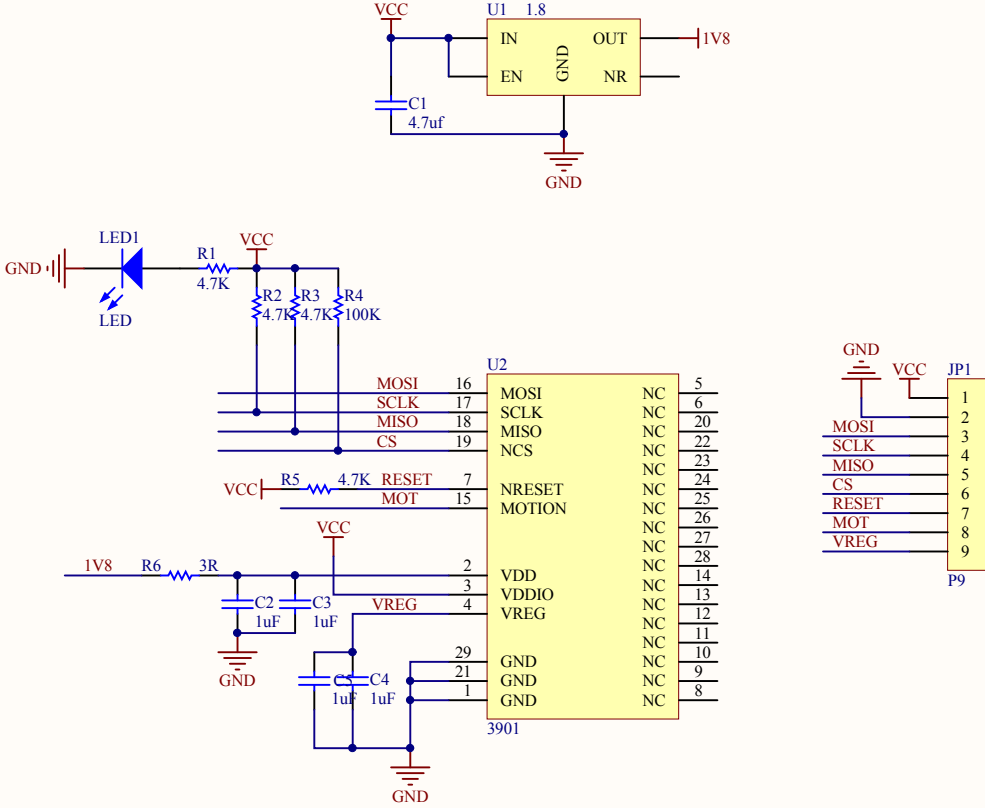 VCC
U1 1.8
IN OUT 1V8
GND
EN NR
C1
4.7uf
GND
LED1
VCC
R1
GND
4.7K
R2 R3 R4
4.7K 4.7K 100K
LED
U2
MOSI 16 MOSI NC 5
SCLK 17 SCLK NC 6
MISO 18 MISO NC 20
CS 19 NCS NC 22
NC 23
VCC R5 4.7K RESET 7 NRESET NC 24
MOT 15 MOTION NC 25
NC 26
VCC
NC 27
1V8 R6 3R 2 VDD NC 28
NC 14
3 VDDIO NC 13
VREG 4 VREG NC 12
C2 C3
1uF 1uF
NC 11
29 GND NC 10
21 GND NC 9
1 GND NC 8
GND
C5 C4
1uF 1uF
3901
GND
GND
VCC
JP1
1
2
MOSI 3
SCLK 4
MISO 5
CS 6
RESET 7
MOT 8
VREG 9
P9